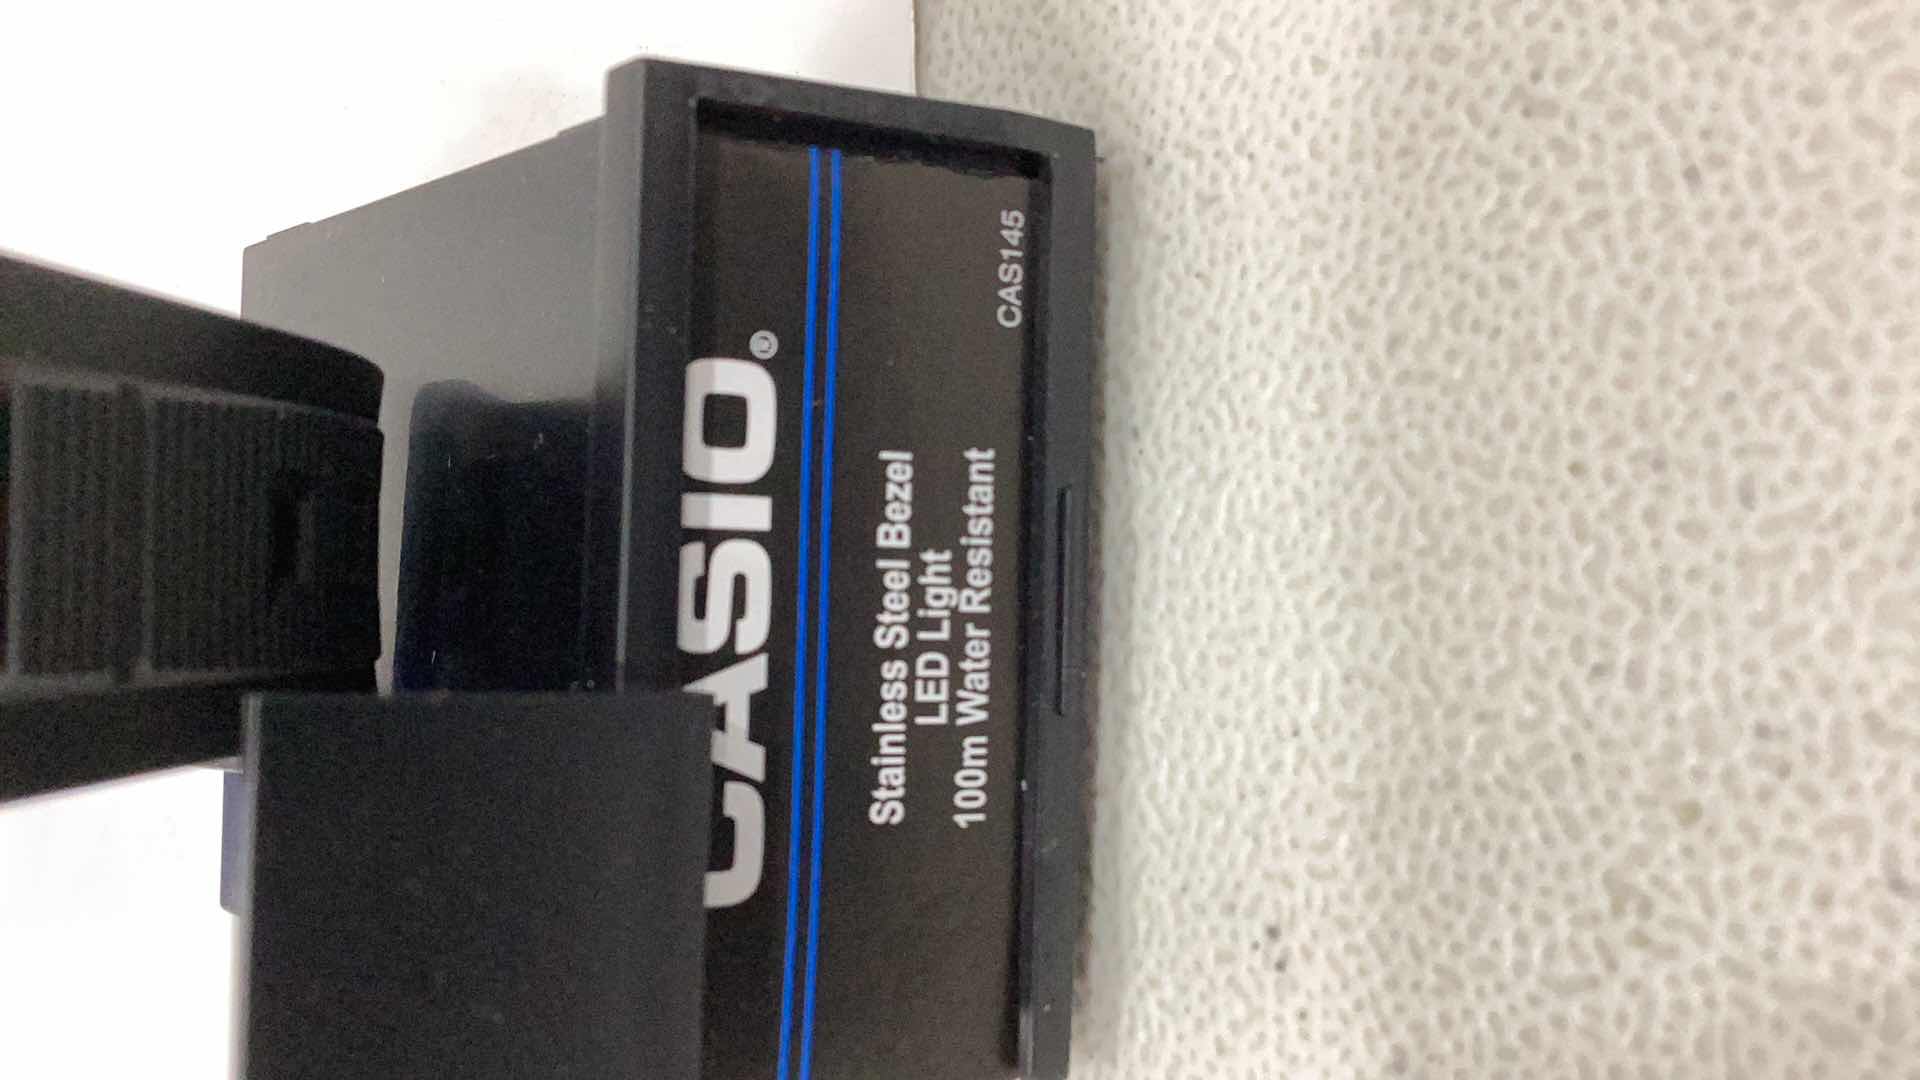 CASIO®
Stainless Steel Bezel
LED Light
100m Water Resistant
CAS145